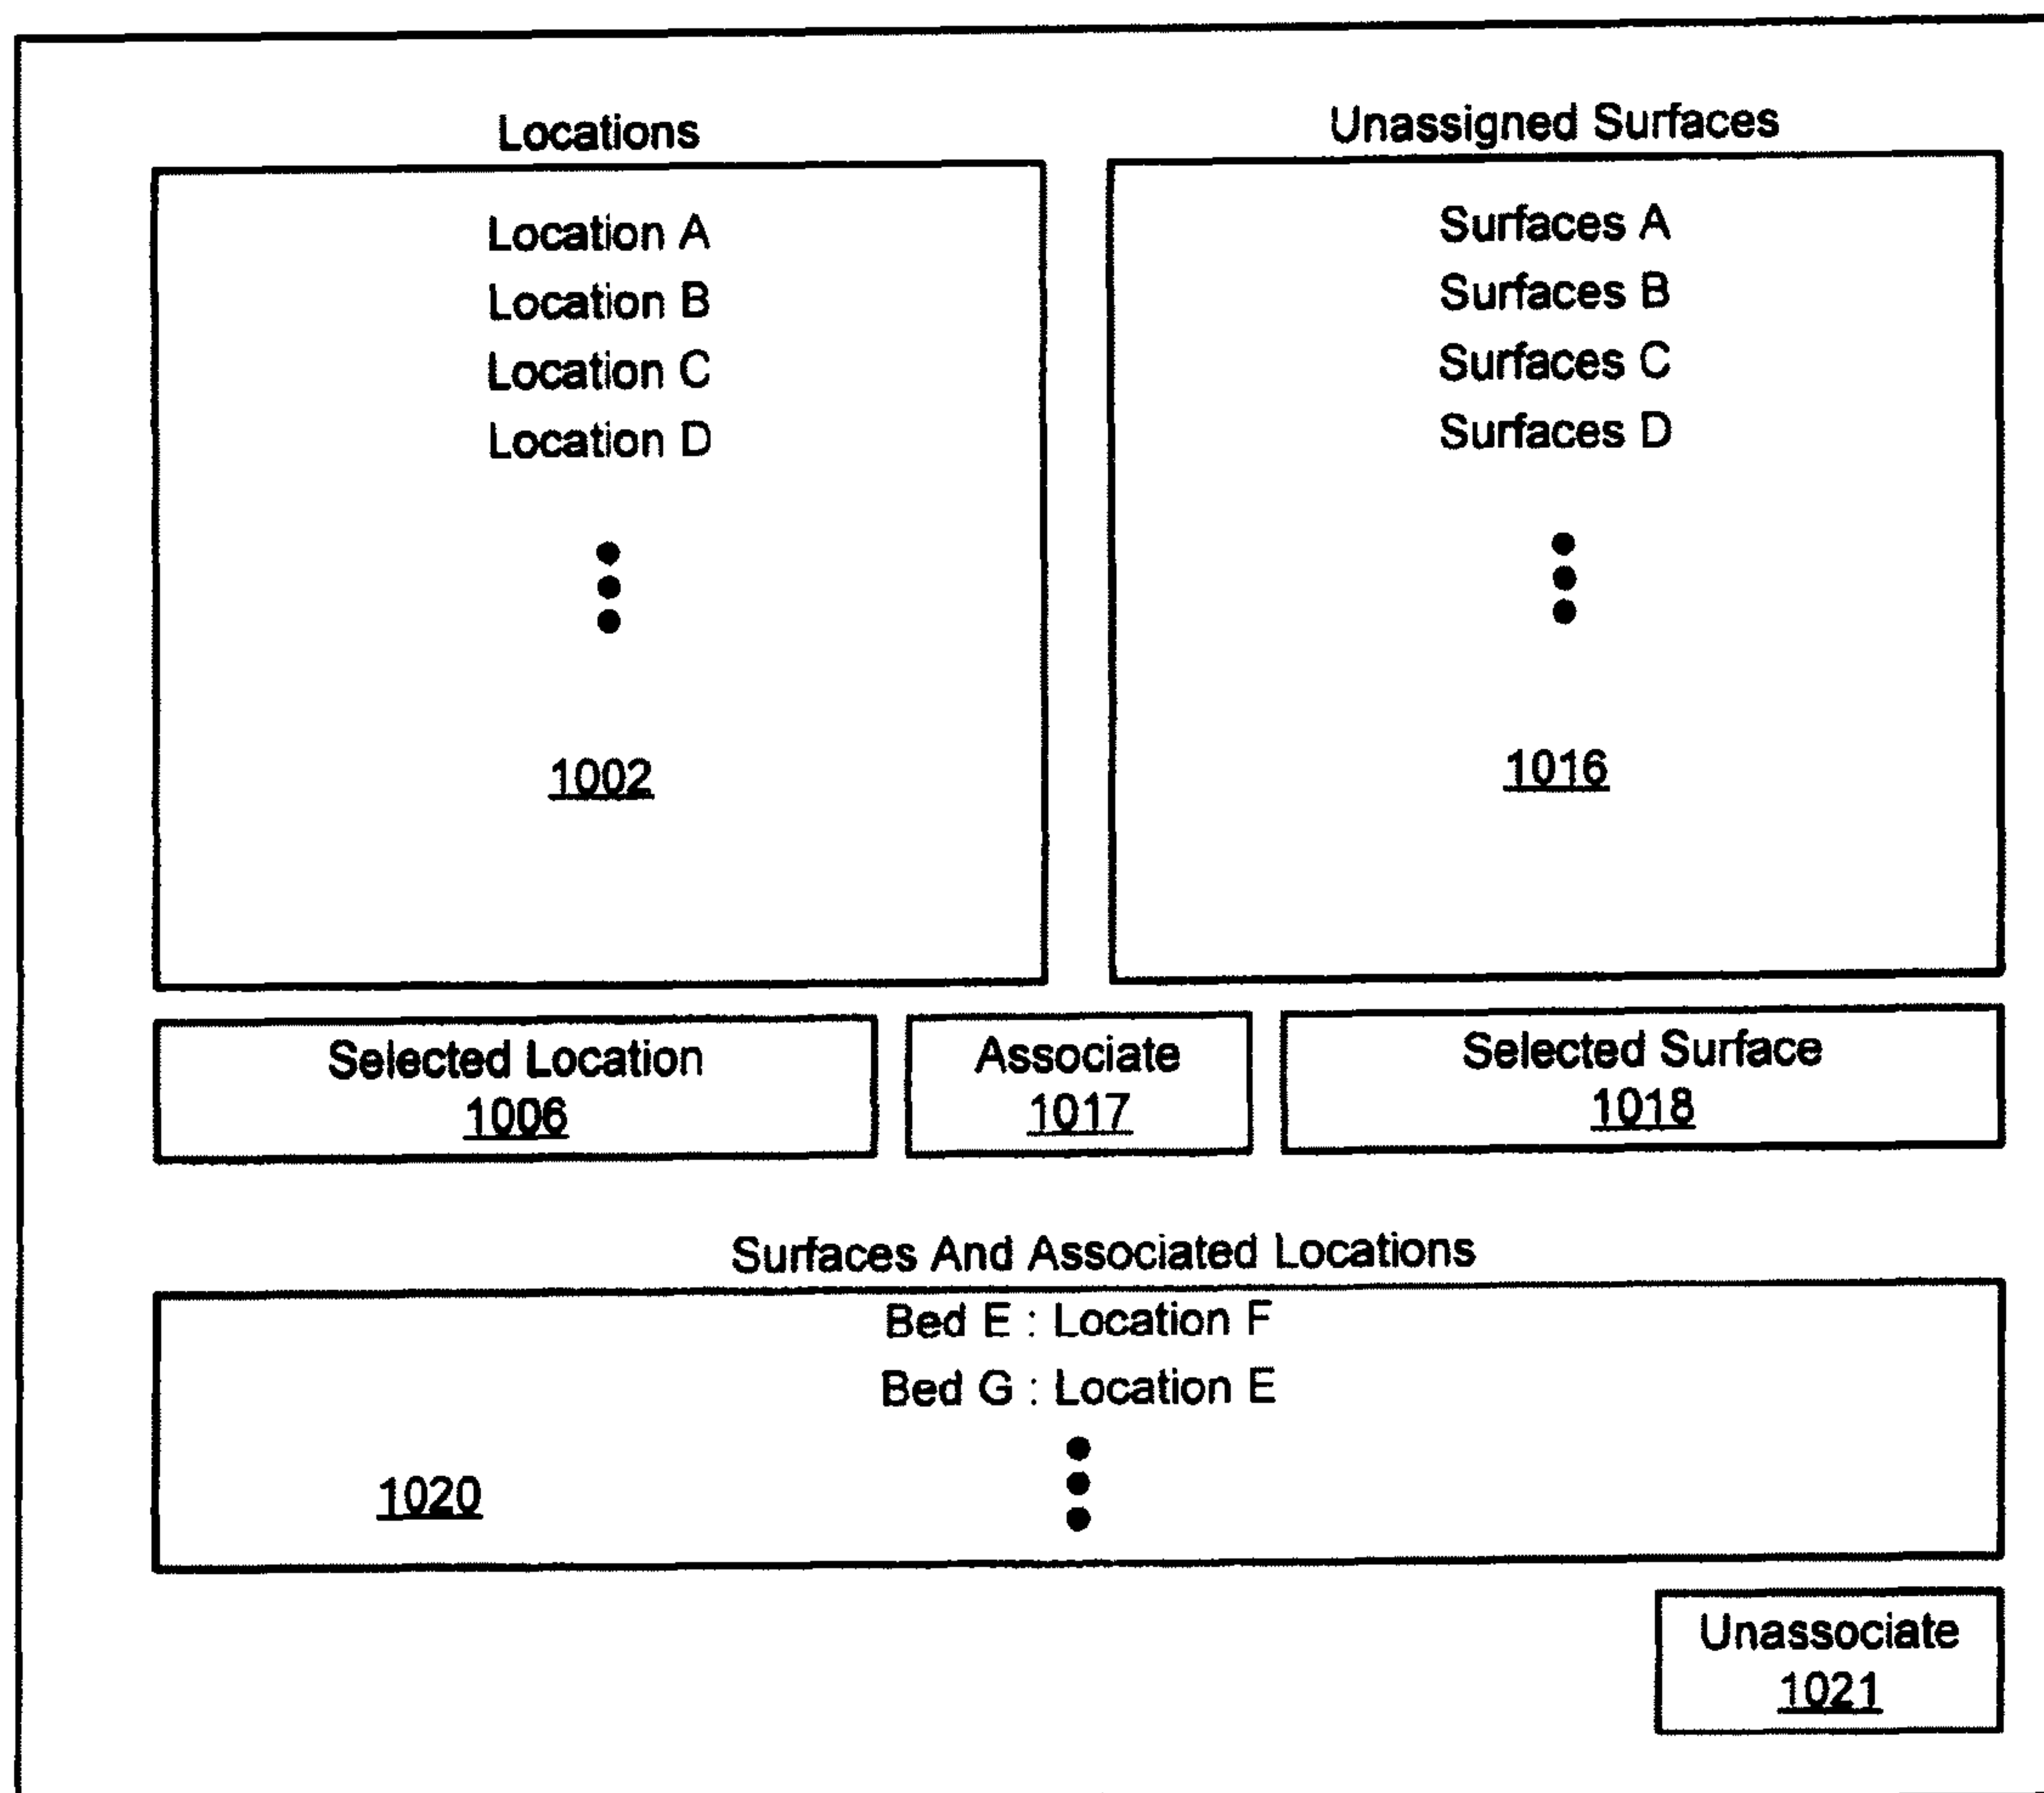 Locations
Location A
Location B
Location C
Location D
1002
Unassigned Surfaces
Surfaces A
Surfaces B
Surfaces C
Surfaces D
1016
Selected Location
1006
Associate
1017
Selected Surface
1018
Surfaces And Associated Locations
Bed E : Location F
Bed G : Location E
1020
Unassociate
1021